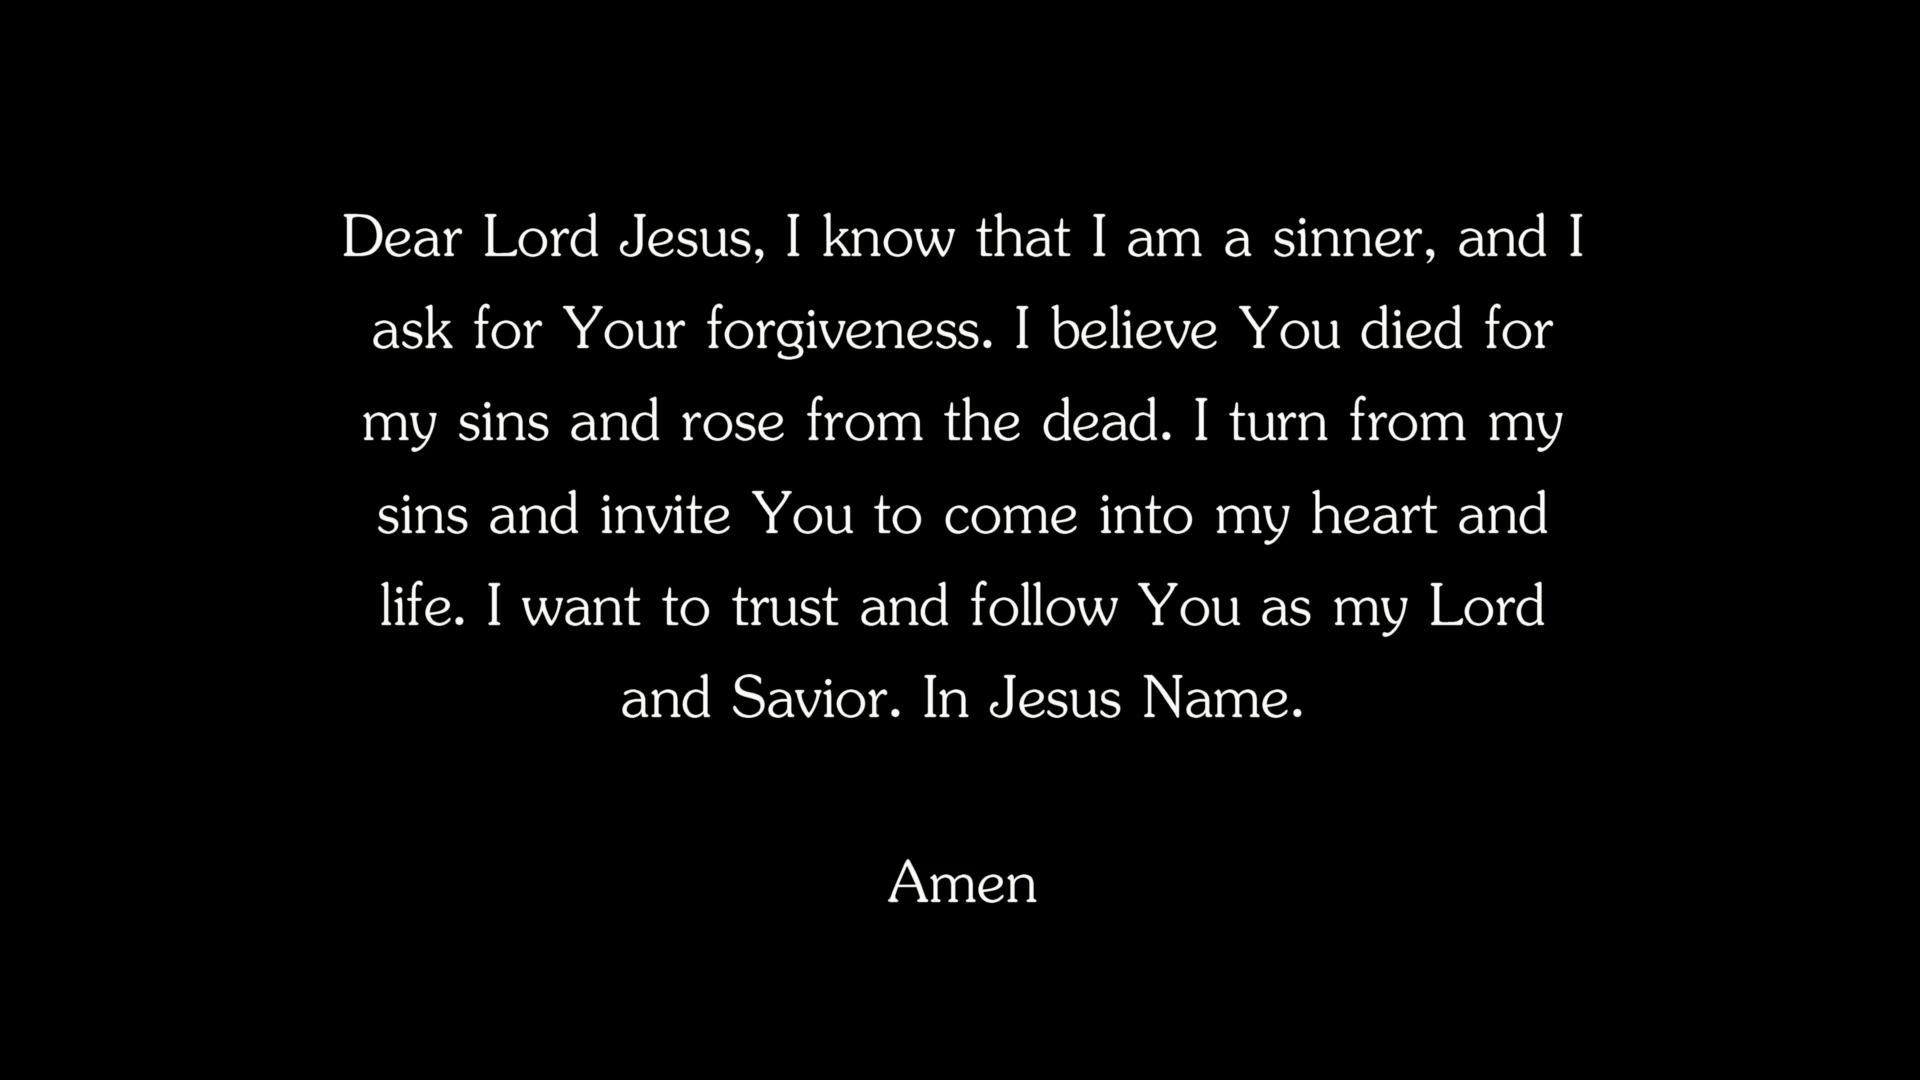 Dear Lord Jesus, I know that I am a sinner, and I
ask for Your forgiveness. I believe You died for
my sins and rose from the dead. I turn from my
sins and invite You to come into my heart and
life. I want to trust and follow You as my Lord
and Savior. In Jesus Name.
Amen